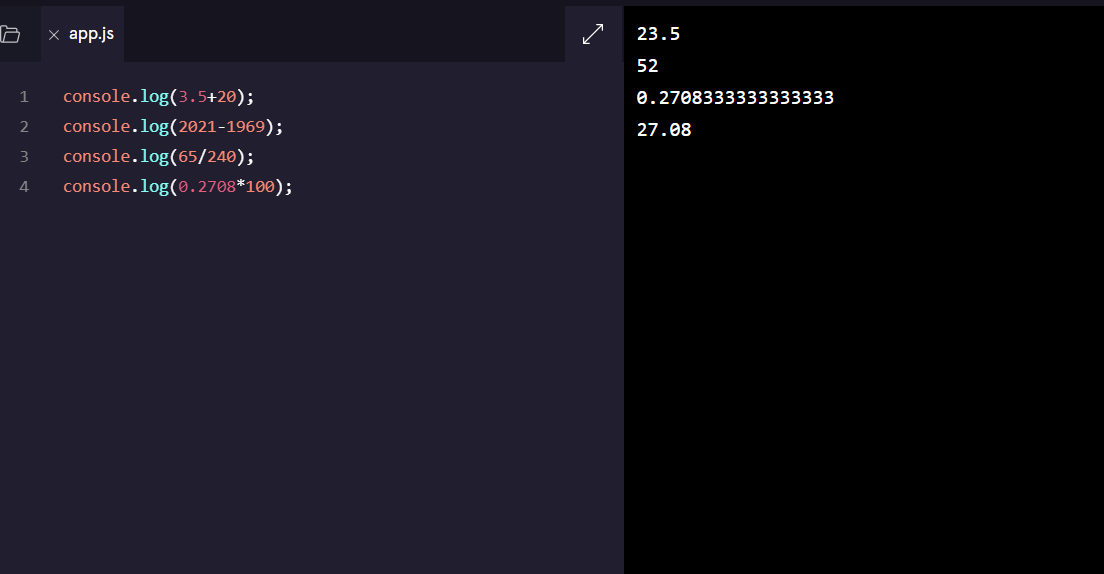 app.js
1 console.log(3.5+20);
2 console.log(2021-1969);
3 console.log(65/240);
4 console.log(0.2708*100);
23.5
52
0.2708333333333333
27.08